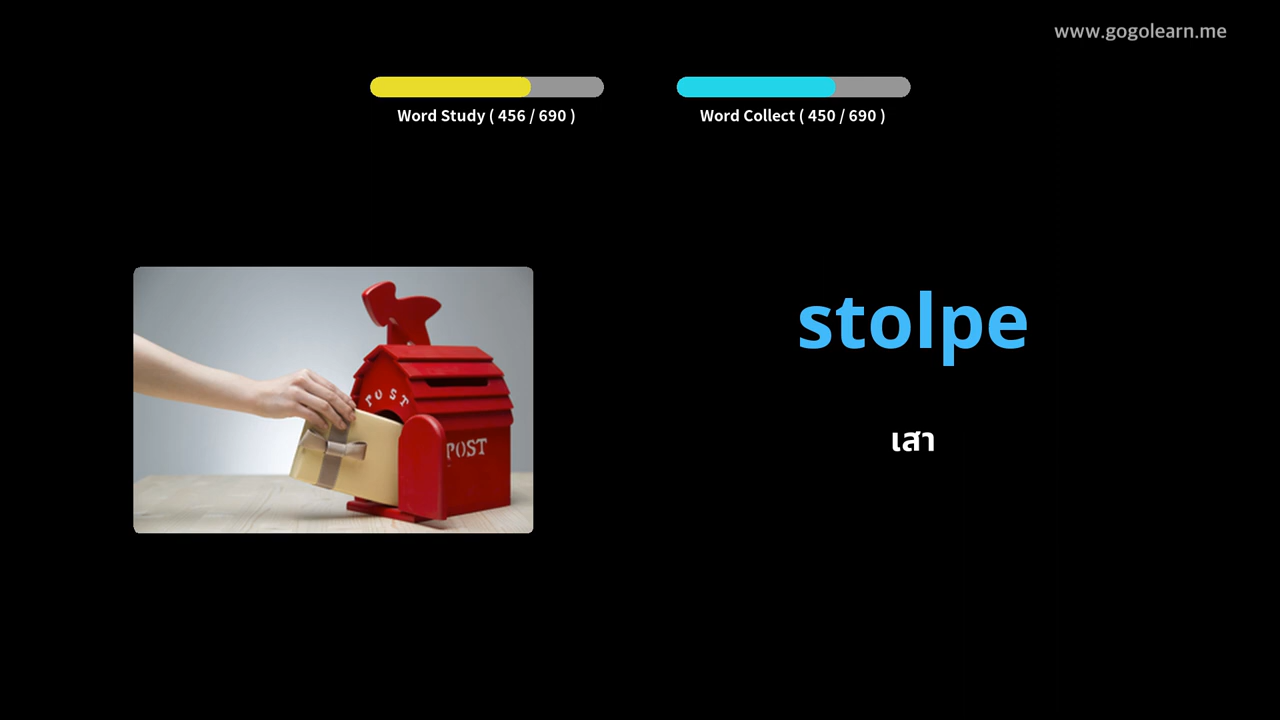 www.gogolearn.me
Word Study ( 456 / 690 )
Word Collect ( 450 / 690 )
POST
POST
stolpe
เสา